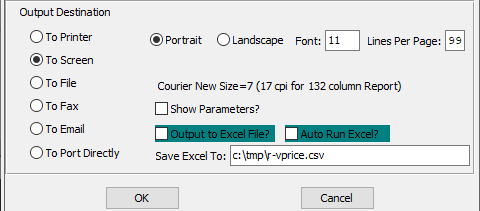 Output Destination
To Printer
Portrait Landscape Font: 11 Lines Per Page: 99
To Screen
To File
Courier New Size=7 (17 cpi for 132 column Report)
To Fax
Show Parameters?
To Email
Output to Excel File? Auto Run Excel?
To Port Directly
Save Excel To: c:\tmp\r-vprice.csv
OK Cancel